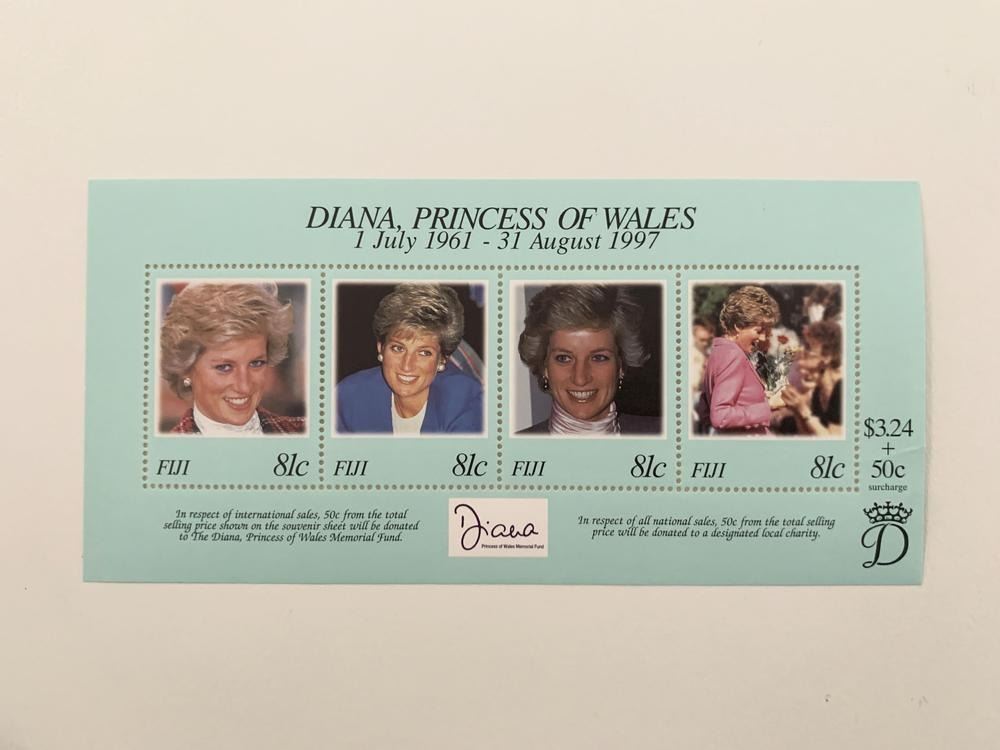 DIANA, PRINCESS OF WALES
1 July 1961 - 31 August 1997
FIJI 81c
FIJI 81c
FIJI 81c
FIJI 81c
$3.24
+
50c
surcharge
D
In respect of international sales, 50c from the total
selling price shown on the souvenir sheet will be donated
to The Diana, Princess of Wales Memorial Fund.
Diana
Princess of Wales Memorial Fund
In respect of all national sales, 50c from the total selling
price will be donated to a designated local charity.